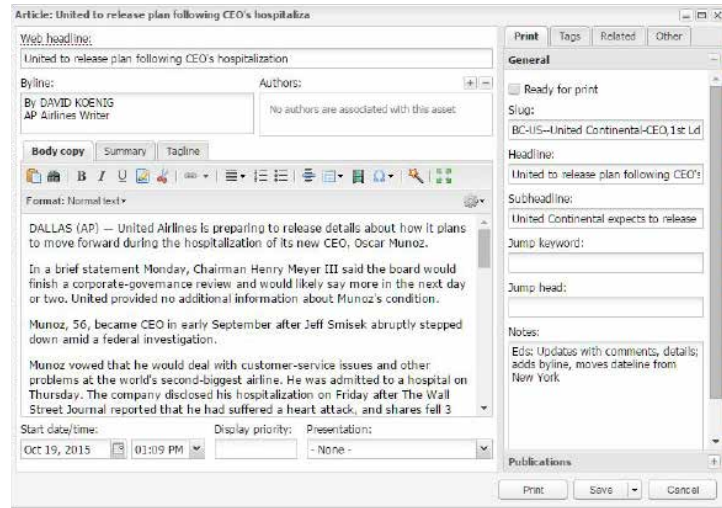 Article: United to release plan following CEO's hospitaliza
Web headline:
United to release plan following CEO's hospitalization
Byline:
By DAVID KOENIG
AP Airlines Writer
Authors:
No authors are associated with this asset
Body copy Summary Tagline
B I U
Format: Normal text
DALLAS (AP) — United Airlines is preparing to release details about how it plans
to move forward during the hospitalization of its new CEO, Oscar Munoz.
In a brief statement Monday, Chairman Henry Meyer III said the board would
finish a corporate-governance review and would likely say more in the next day
or two. United provided no additional information about Munoz's condition.
Munoz, 56, became CEO in early September after Jeff Smisek abruptly stepped
down amid a federal investigation.
Munoz vowed that he would deal with customer-service issues and other
problems at the world's second-biggest airline. He was admitted to a hospital on
Thursday. The company disclosed his hospitalization on Friday after The Wall
Street Journal reported that he had suffered a heart attack, and shares fell 3
Start date/time:
Oct 19, 2015 01:09 PM
Display priority:
Presentation:
- None -
Print Tags Related Other
General
Ready for print
Slug:
BC-US--United Continental-CEO,1st Ld
Headline:
United to release plan following CEO's
Subheadline:
United Continental expects to release
Jump keyword:
Jump head:
Notes:
Eds: Updates with comments, details;
adds byline, moves dateline from
New York
Publications
Print Save Cancel